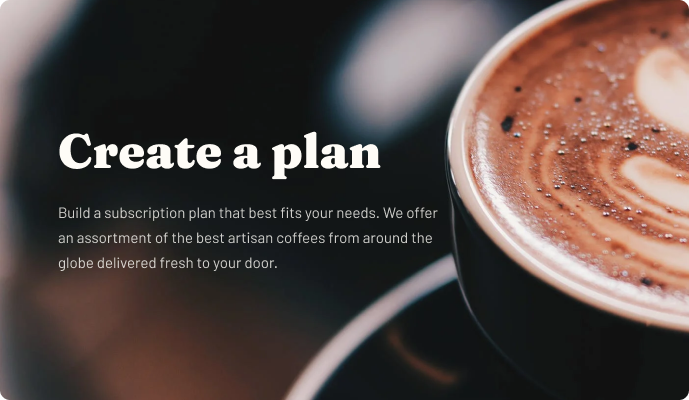 Create a plan
Build a subscription plan that best fits your needs. We offer
an assortment of the best artisan coffees from around the
globe delivered fresh to your door.